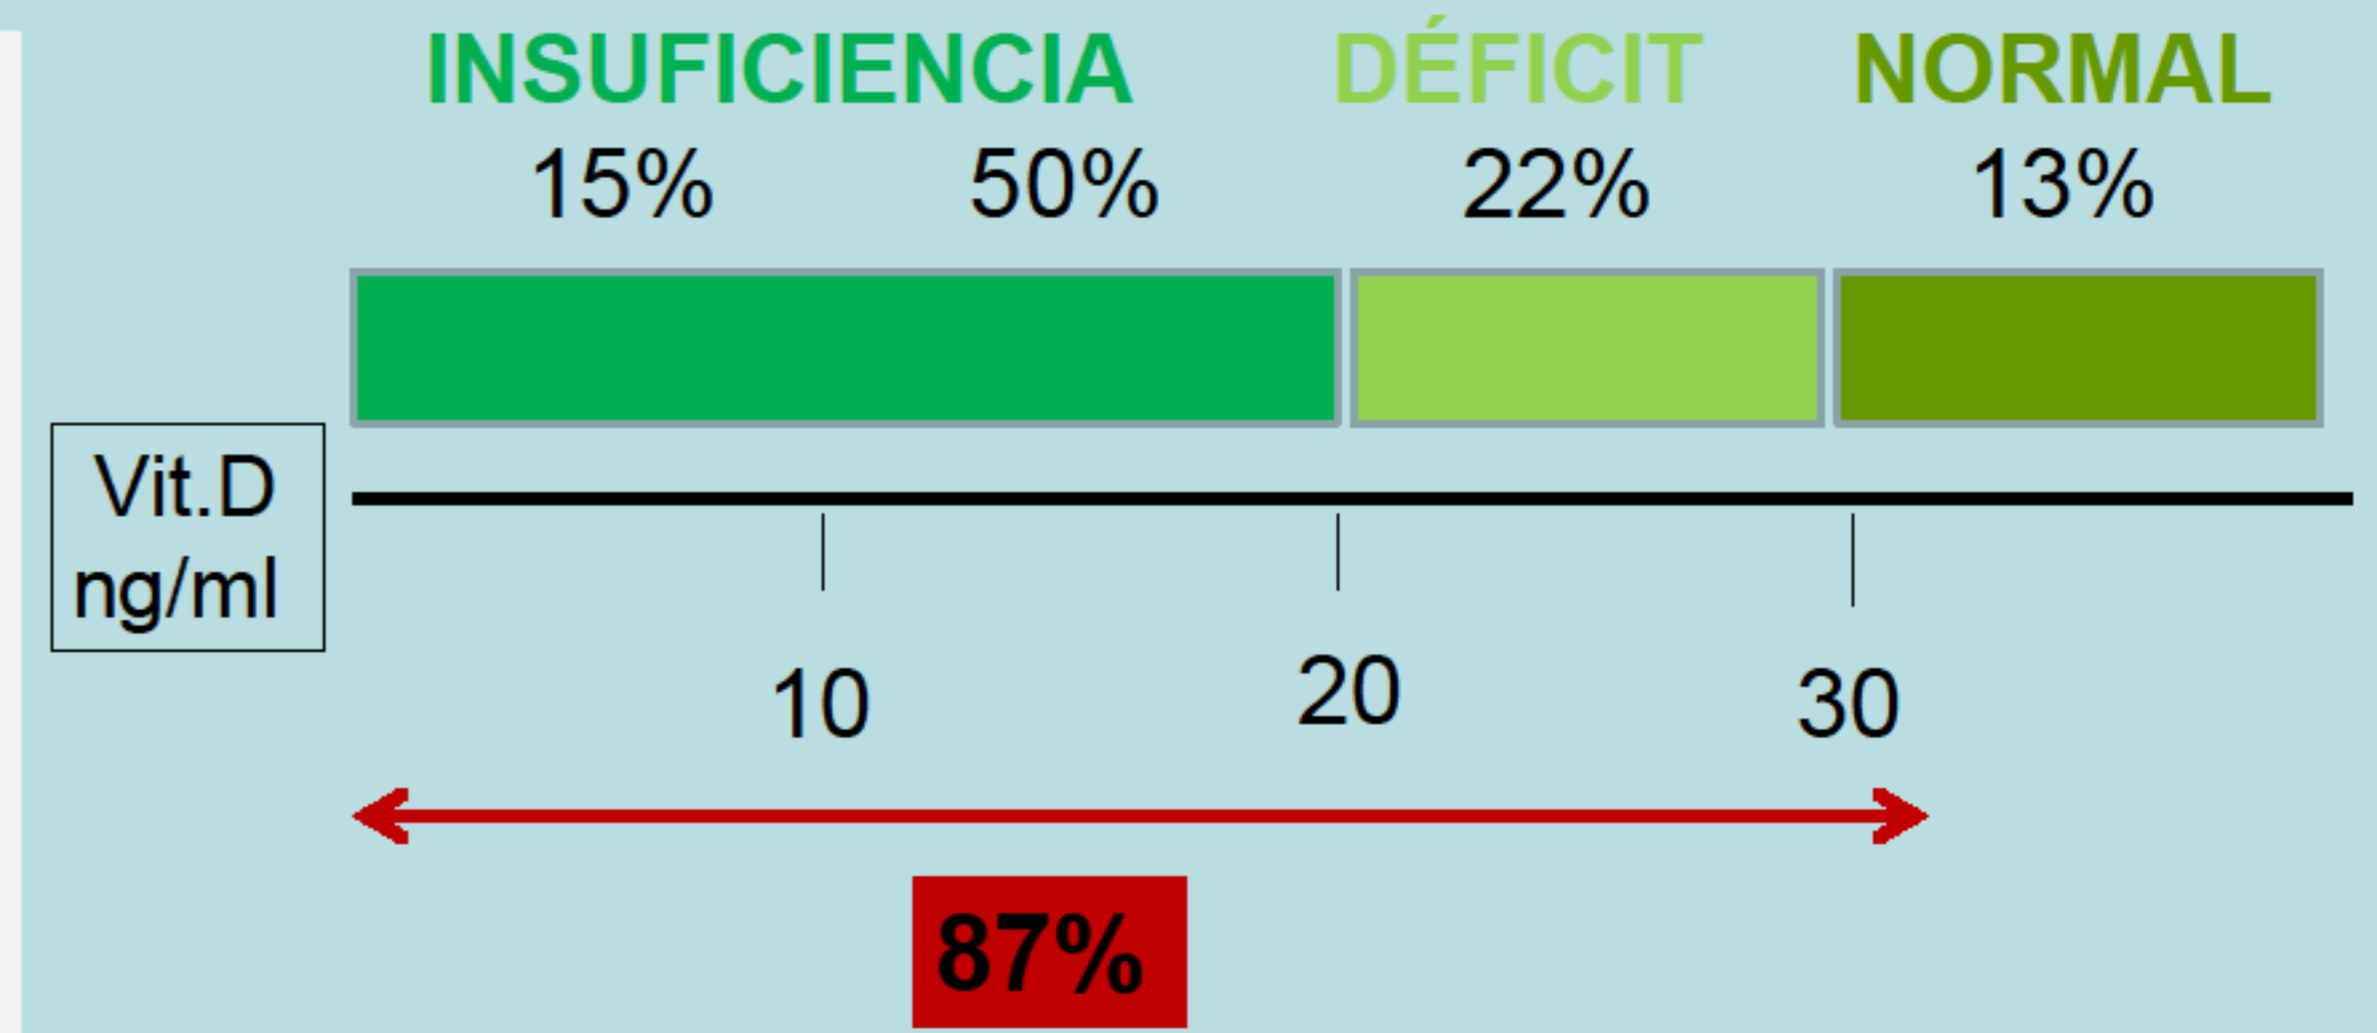 INSUFICIENCIA DÉFICIT NORMAL
15% 50% 22% 13%
Vit.D
ng/ml
10 20 30
87%